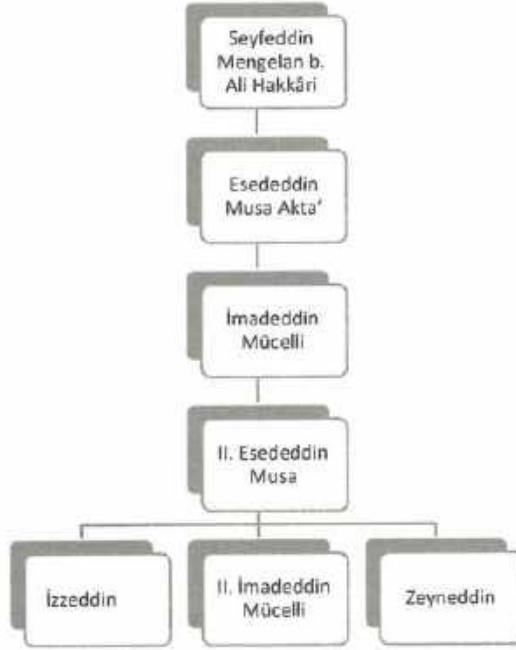 Seyfeddin
Mengelan b.
Ali Hakkâri
Esededdin
Musa Akta'
İmadeddin
Mücelli
II. Esededdin
Musa
İzzeddin
II. İmadeddin
Mücelli
Zeyneddin